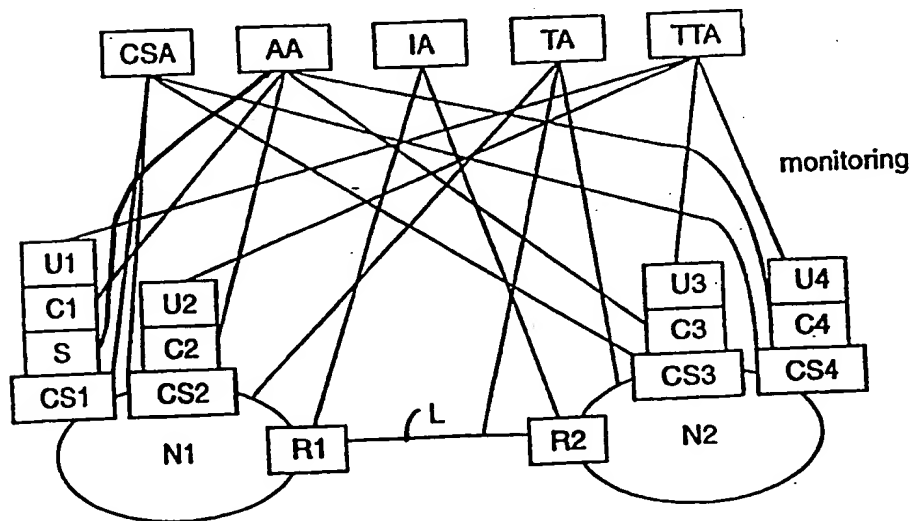 CSA AA IA TA TTA
monitoring
U1
C1
S
CS1
U2
C2
CS2
U3
C3
CS3
U4
C4
CS4
N1
R1
L
R2
N2